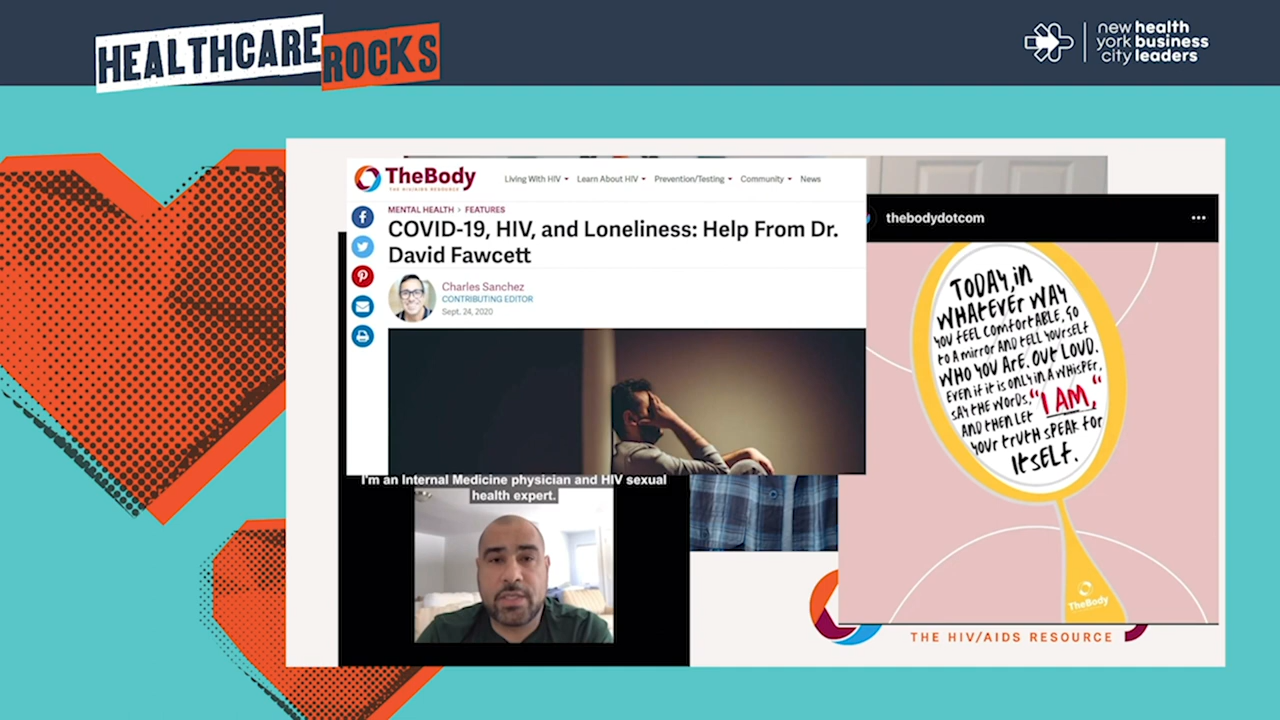 HEALTHCARE
ROCKS
new health
york business
city leaders
TheBody
THE HIV/AIDS RESOURCE
Living With HIV
Learn About HIV
Prevention/Testing
Community
News
MENTAL HEALTH > FEATURES
COVID-19, HIV, and Loneliness: Help From Dr.
David Fawcett
Charles Sanchez
CONTRIBUTING EDITOR
Sept. 24, 2020
I'm an Internal Medicine physician and HIV sexual
health expert.
thebodydotcom
TODAY, IN
WHATEVER WAY
YOU FEEL COMFORTABLE, GO
TO A MIRROR AND TELL YOURSELF
WHO YOU ARE. OUT LOUD.
EVEN IF IT IS ONLY IN A WHISPER,
SAY THE WORDS, "I AM,"
AND THEN LET
YOUR TRUTH SPEAK FOR
ITSELF.
TheBody
THE HIV/AIDS RESOURCE